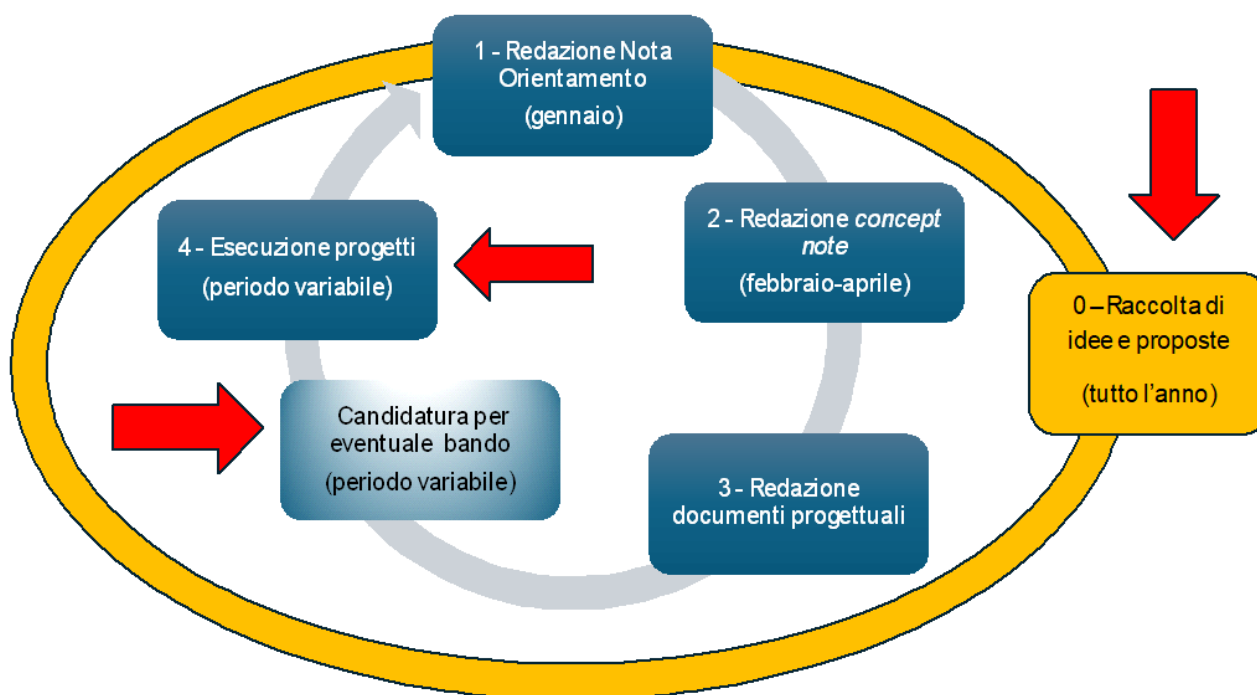 1 - Redazione Nota
Orientamento
(gennaio)
2 - Redazione concept
note
(febbraio-aprile)
0 – Raccolta di
idee e proposte
(tutto l'anno)
3 - Redazione
documenti progettuali
Candidatura per
eventuale bando
(periodo variabile)
4 - Esecuzione progetti
(periodo variabile)